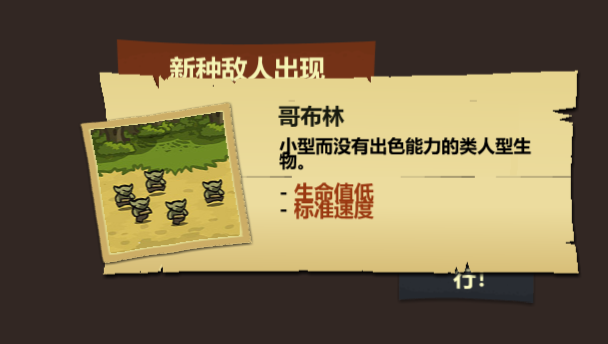 新种敌人出现
哥布林
小型而没有出色能力的类人型生
物。
- 生命值低
- 标准速度
行!